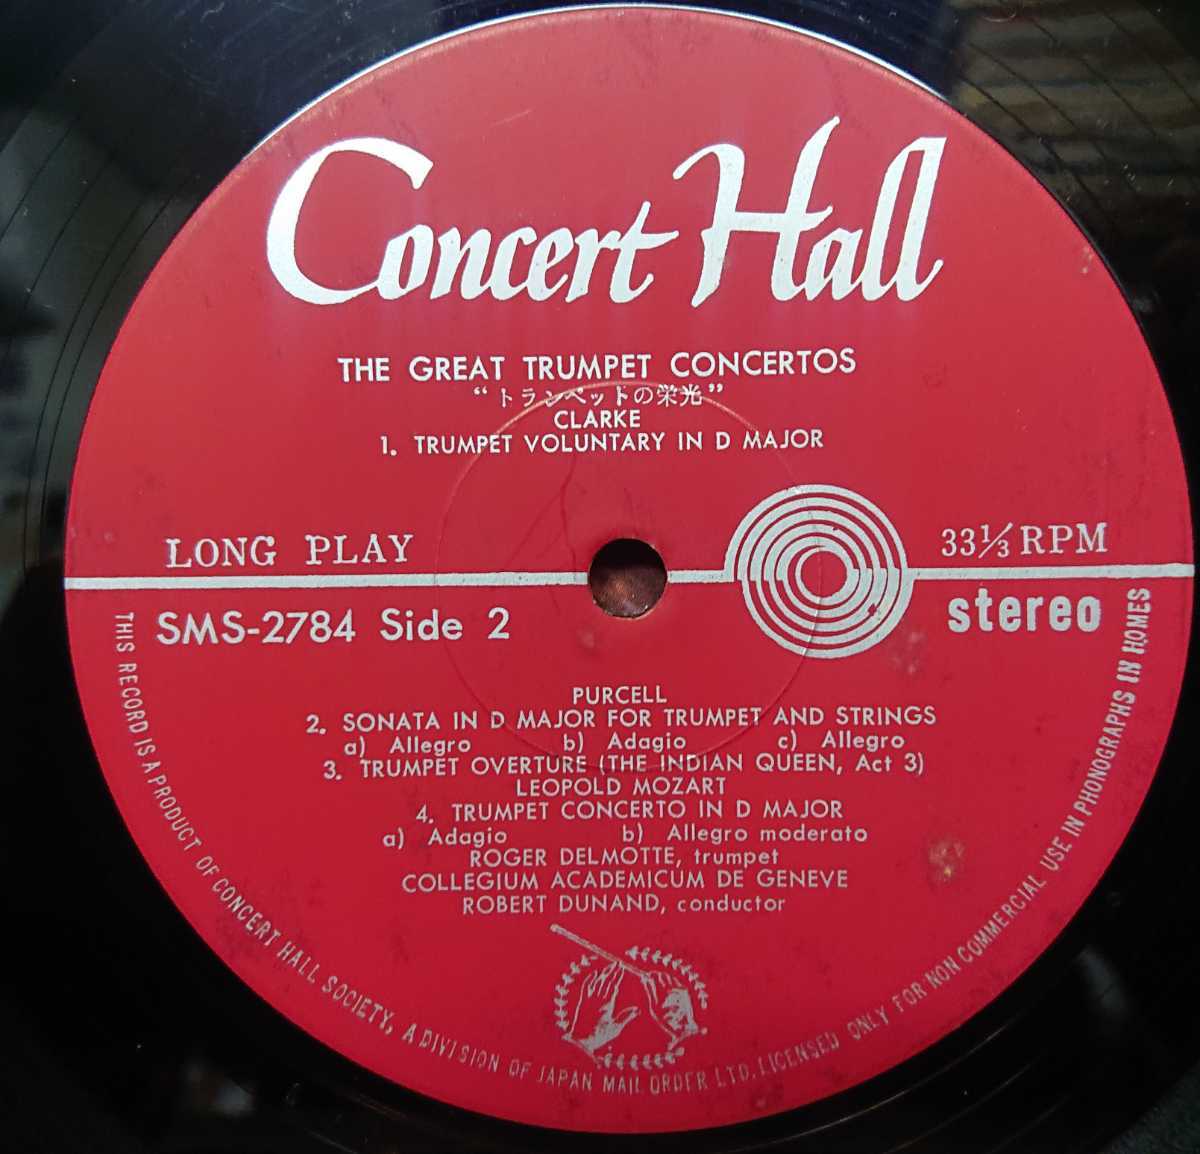 Concert Hall
THE GREAT TRUMPET CONCERTOS
“トランペットの栄光”
CLARKE
1. TRUMPET VOLUNTARY IN D MAJOR
LONG PLAY
33⅓ RPM
SMS-2784 Side 2
stereo
PURCELL
2. SONATA IN D MAJOR FOR TRUMPET AND STRINGS
a) Allegro b) Adagio c) Allegro
3. TRUMPET OVERTURE (THE INDIAN QUEEN, Act 3)
LEOPOLD MOZART
4. TRUMPET CONCERTO IN D MAJOR
a) Adagio b) Allegro moderato
ROGER DELMOTTE, trumpet
COLLEGIUM ACADEMICUM DE GENEVE
ROBERT DUNAND, conductor
THIS RECORD IS A PRODUCT OF CONCERT HALL SOCIETY, A DIVISION OF JAPAN MAIL ORDER LTD. LICENSED ONLY FOR NON COMMERCIAL USE IN PHONOGRAPHS IN HOMES